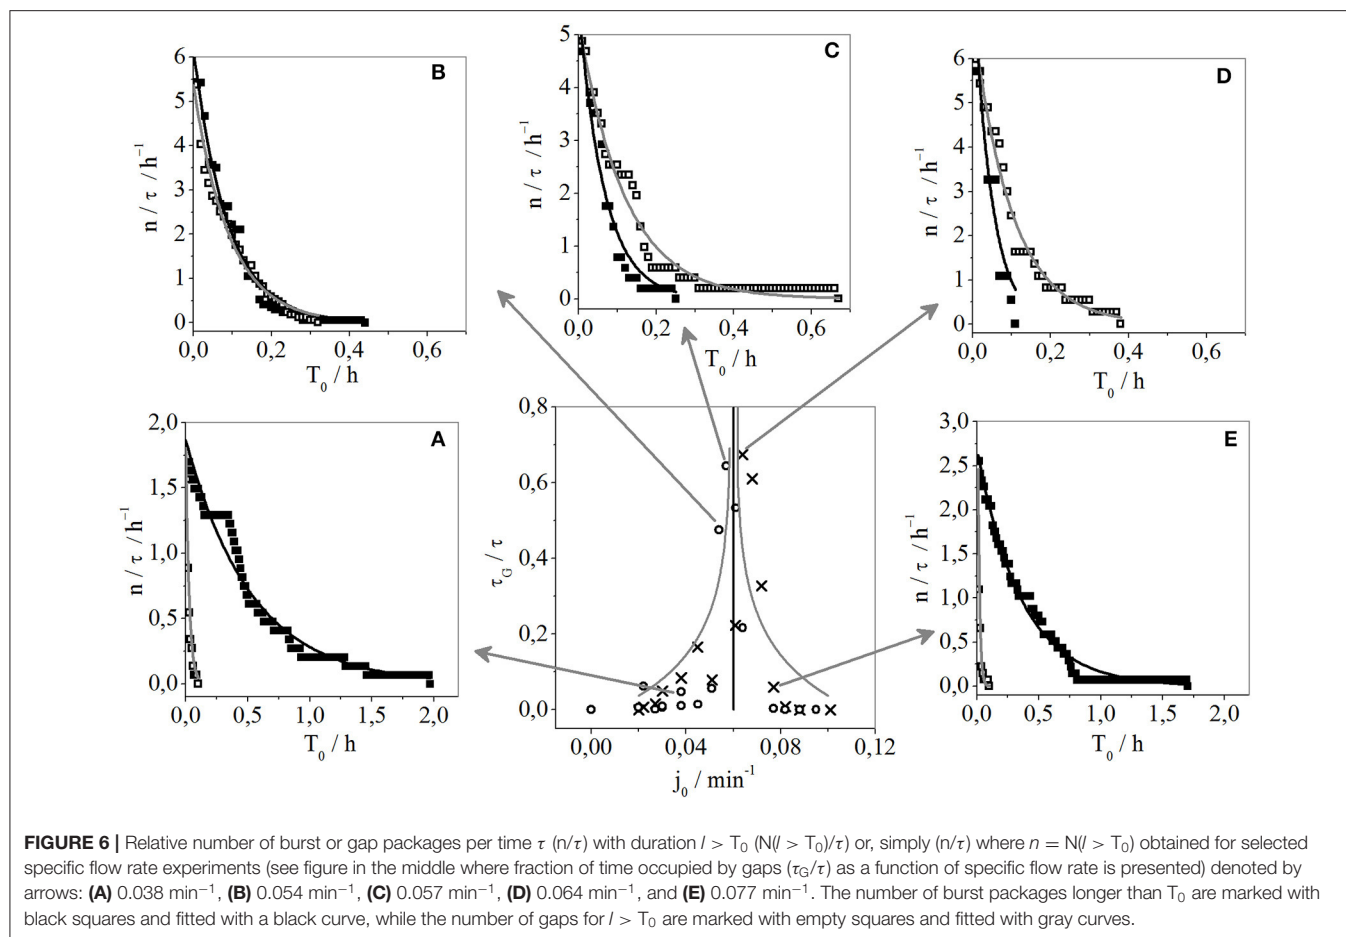 B
6
5
4
3
2
1
0
n / τ / h⁻¹
0,0 0,2 0,4 0,6
T₀ / h
C
5
4
3
2
1
0
n / τ / h⁻¹
0,0 0,2 0,4 0,6
T₀ / h
D
6
5
4
3
2
1
0
n / τ / h⁻¹
0,0 0,2 0,4 0,6
T₀ / h
A
2,0
1,5
1,0
0,5
0,0
n / τ / h⁻¹
0,0 0,5 1,0 1,5 2,0
T₀ / h
0,8
0,6
0,4
0,2
0,0
τ_G / τ
0,00 0,04 0,08 0,12
j₀ / min⁻¹
E
3,0
2,5
2,0
1,5
1,0
0,5
0,0
n / τ / h⁻¹
0,0 0,5 1,0 1,5 2,0
T₀ / h
FIGURE 6 | Relative number of burst or gap packages per time τ (n/τ) with duration l > T₀ (N(l > T₀)/τ) or, simply (n/τ) where n = N(l > T₀) obtained for selected
specific flow rate experiments (see figure in the middle where fraction of time occupied by gaps (τ_G/τ) as a function of specific flow rate is presented) denoted by
arrows: (A) 0.038 min⁻¹, (B) 0.054 min⁻¹, (C) 0.057 min⁻¹, (D) 0.064 min⁻¹, and (E) 0.077 min⁻¹. The number of burst packages longer than T₀ are marked with
black squares and fitted with a black curve, while the number of gaps for l > T₀ are marked with empty squares and fitted with gray curves.